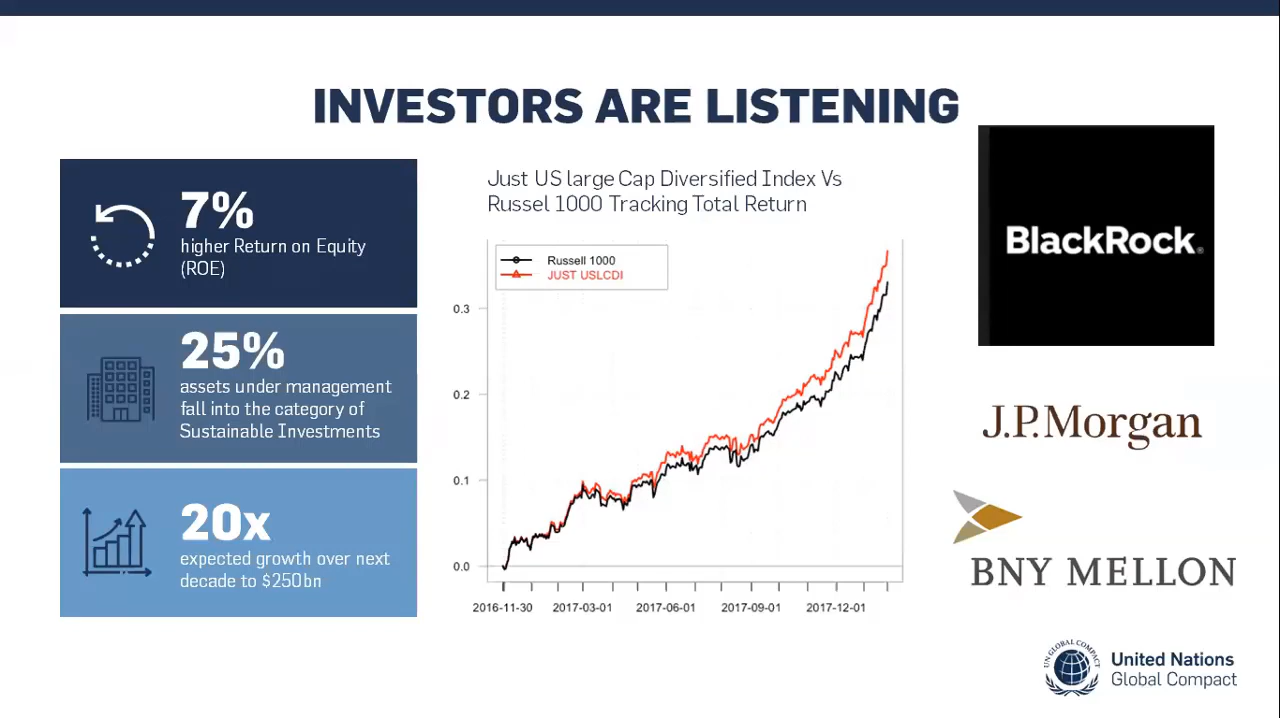 INVESTORS ARE LISTENING
7%
higher Return on Equity
(ROE)
25%
assets under management
fall into the category of
Sustainable Investments
20x
expected growth over next
decade to $250bn
Just US large Cap Diversified Index Vs
Russel 1000 Tracking Total Return
Russell 1000
JUST USLCDI
0.3
0.2
0.1
0.0
2016-11-30 2017-03-01 2017-06-01 2017-09-01 2017-12-01
BlackRock®
J.P.Morgan
BNY MELLON
UN GLOBAL COMPACT
United Nations
Global Compact